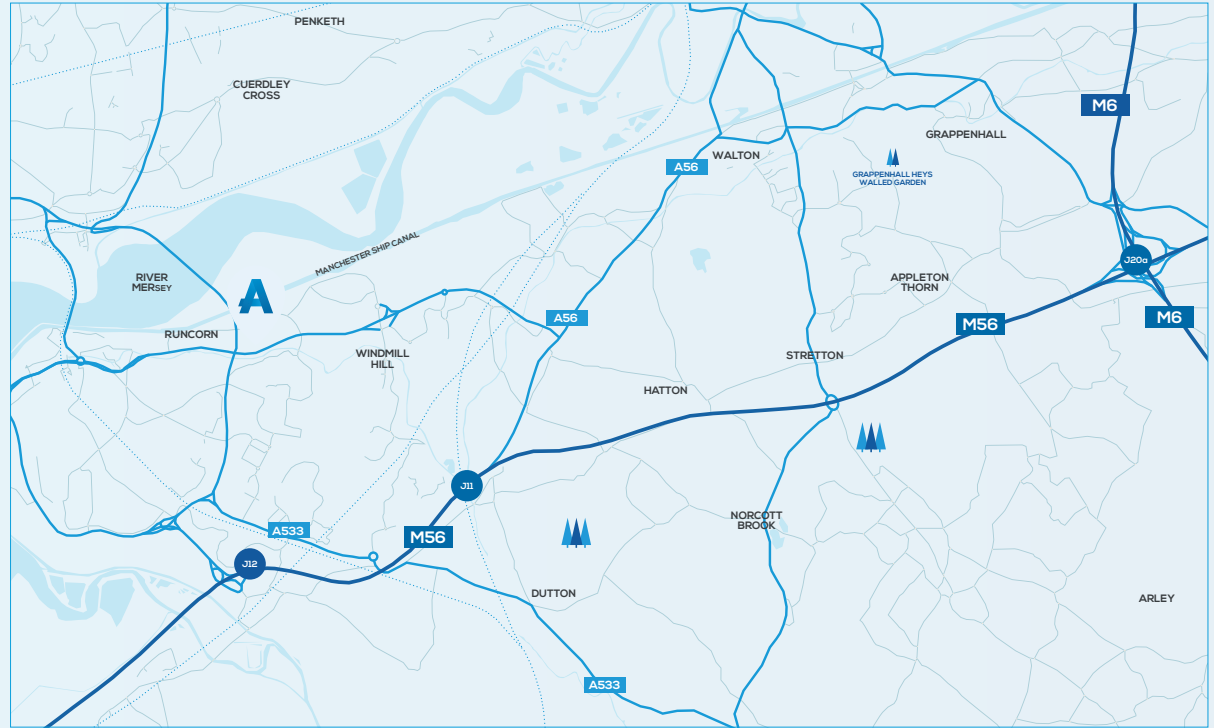 PENKETH
CUERDLEY
CROSS
M6
GRAPPENHALL
WALTON
A56
GRAPPENHALL HEYS
WALLED GARDEN
MANCHESTER SHIP CANAL
J20a
RIVER
MERSEY
APPLETON
THORN
A
A56
M6
M56
RUNCORN
WINDMILL
HILL
STRETTON
HATTON
J11
NORCOTT
BROOK
A533
M56
J12
DUTTON
ARLEY
A533